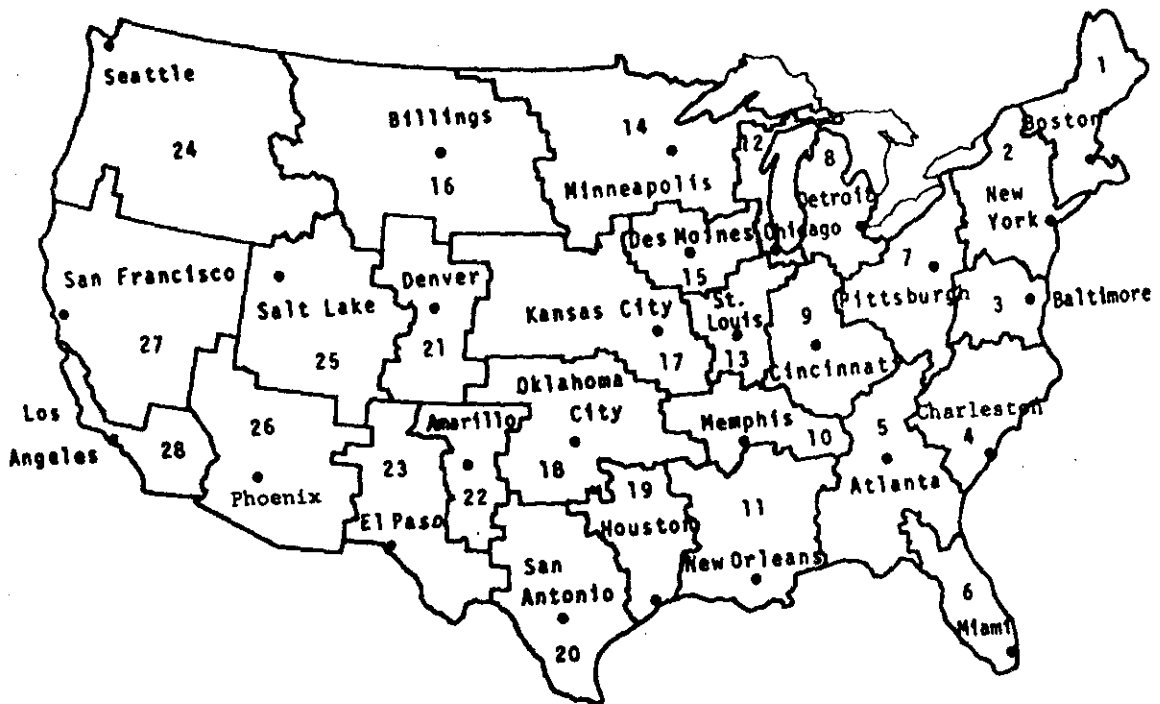 Seattle
24
Billings
16
14
Minneapolis
12
8
Detroit
Chicago
1
Boston
2
New
York
Des Moines
15
7
Pittsburgh
3
Baltimore
San Francisco
27
Salt Lake
25
Denver
21
Kansas City
17
St.
Louis
13
9
Cincinnati
Los
Angeles
28
26
Phoenix
23
El Paso
Amarillo
22
Oklahoma
City
18
Memphis
10
Charleston
4
5
Atlanta
19
Houston
11
New Orleans
San
Antonio
20
6
Miami